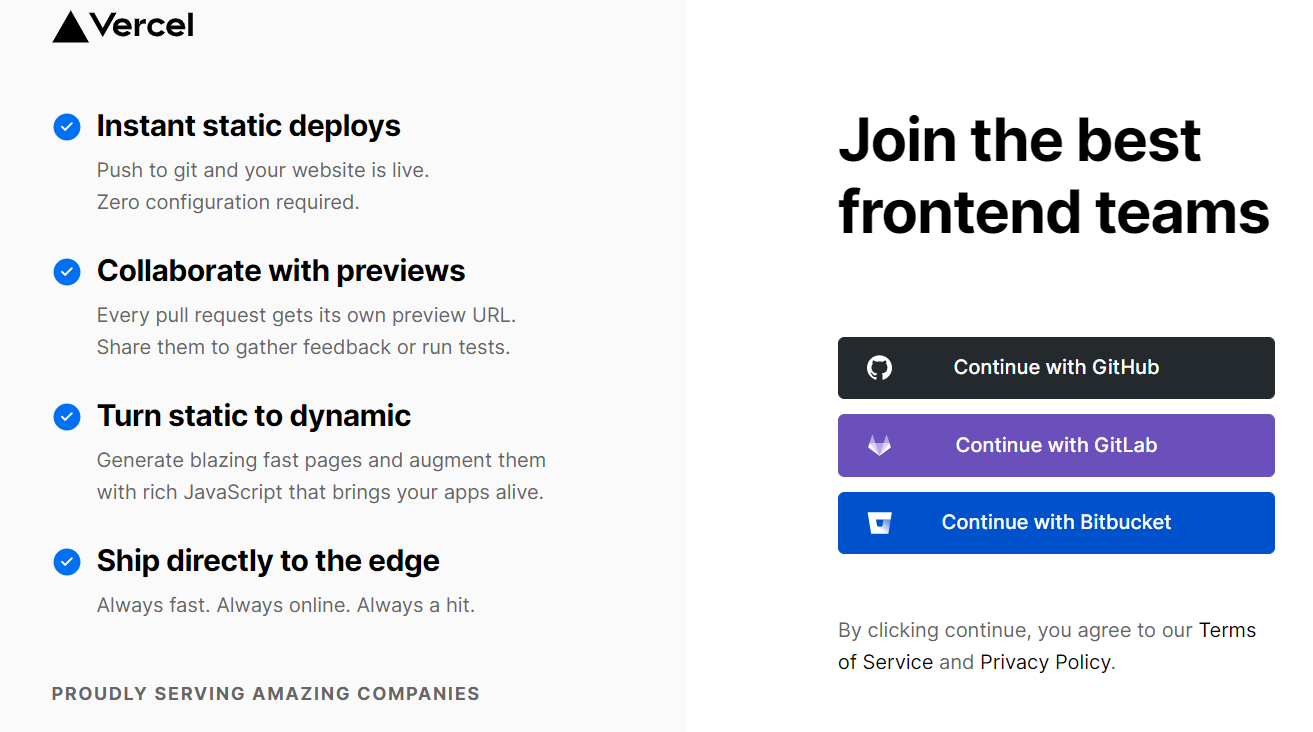 Vercel
Instant static deploys
Push to git and your website is live.
Zero configuration required.
Collaborate with previews
Every pull request gets its own preview URL.
Share them to gather feedback or run tests.
Turn static to dynamic
Generate blazing fast pages and augment them
with rich JavaScript that brings your apps alive.
Ship directly to the edge
Always fast. Always online. Always a hit.
PROUDLY SERVING AMAZING COMPANIES
Join the best
frontend teams
Continue with GitHub
Continue with GitLab
Continue with Bitbucket
By clicking continue, you agree to our Terms
of Service and Privacy Policy.